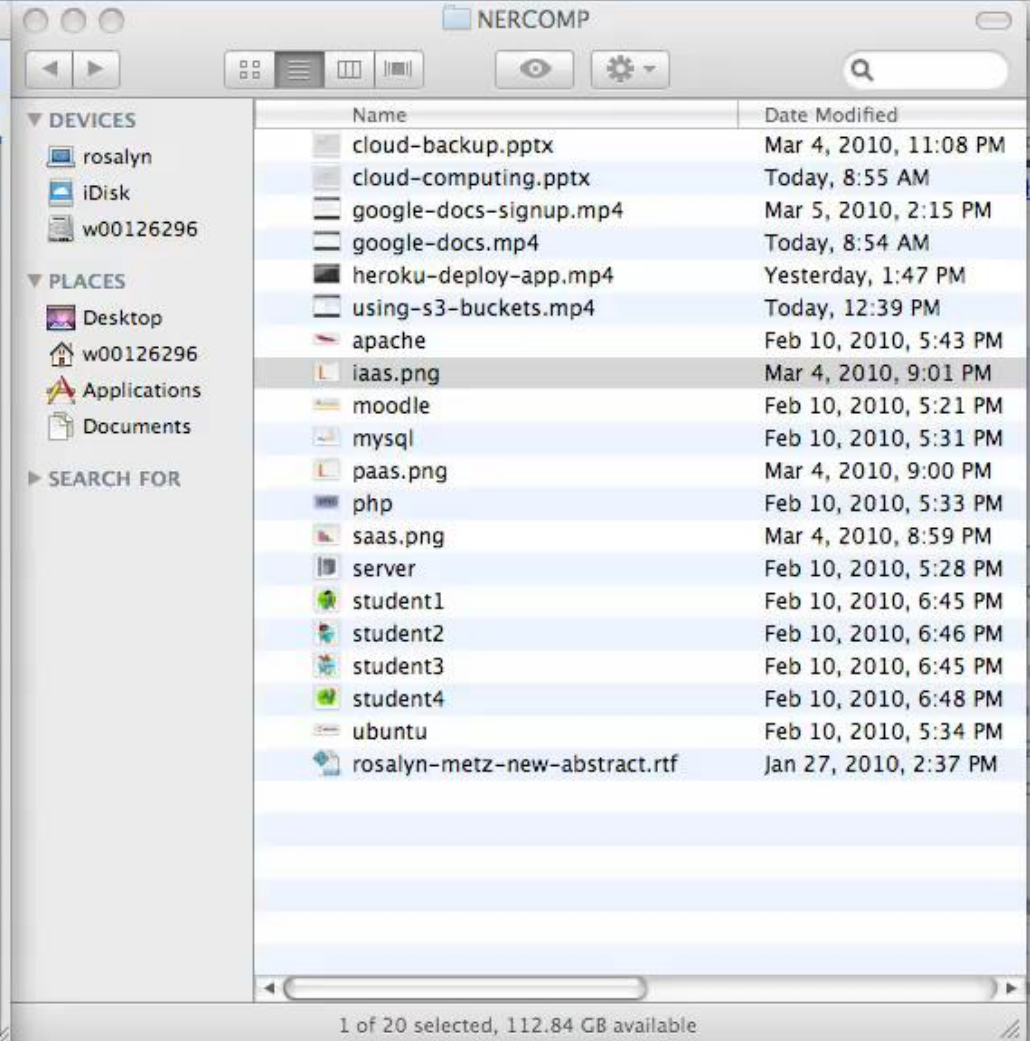 NERCOMP
DEVICES
rosalyn
iDisk
w00126296
PLACES
Desktop
w00126296
Applications
Documents
SEARCH FOR
Name Date Modified
cloud-backup.pptx Mar 4, 2010, 11:08 PM
cloud-computing.pptx Today, 8:55 AM
google-docs-signup.mp4 Mar 5, 2010, 2:15 PM
google-docs.mp4 Today, 8:54 AM
heroku-deploy-app.mp4 Yesterday, 1:47 PM
using-s3-buckets.mp4 Today, 12:39 PM
apache Feb 10, 2010, 5:43 PM
iaas.png Mar 4, 2010, 9:01 PM
moodle Feb 10, 2010, 5:21 PM
mysql Feb 10, 2010, 5:31 PM
paas.png Mar 4, 2010, 9:00 PM
php Feb 10, 2010, 5:33 PM
saas.png Mar 4, 2010, 8:59 PM
server Feb 10, 2010, 5:28 PM
student1 Feb 10, 2010, 6:45 PM
student2 Feb 10, 2010, 6:46 PM
student3 Feb 10, 2010, 6:45 PM
student4 Feb 10, 2010, 6:48 PM
ubuntu Feb 10, 2010, 5:34 PM
rosalyn-metz-new-abstract.rtf Jan 27, 2010, 2:37 PM
1 of 20 selected, 112.84 GB available